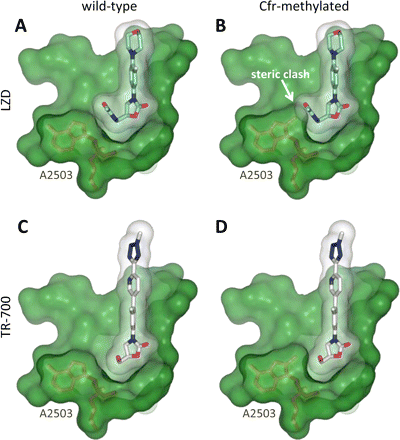 wild-type
Cfr-methylated
A
B
LZD
steric clash
A2503
A2503
C
D
TR-700
A2503
A2503